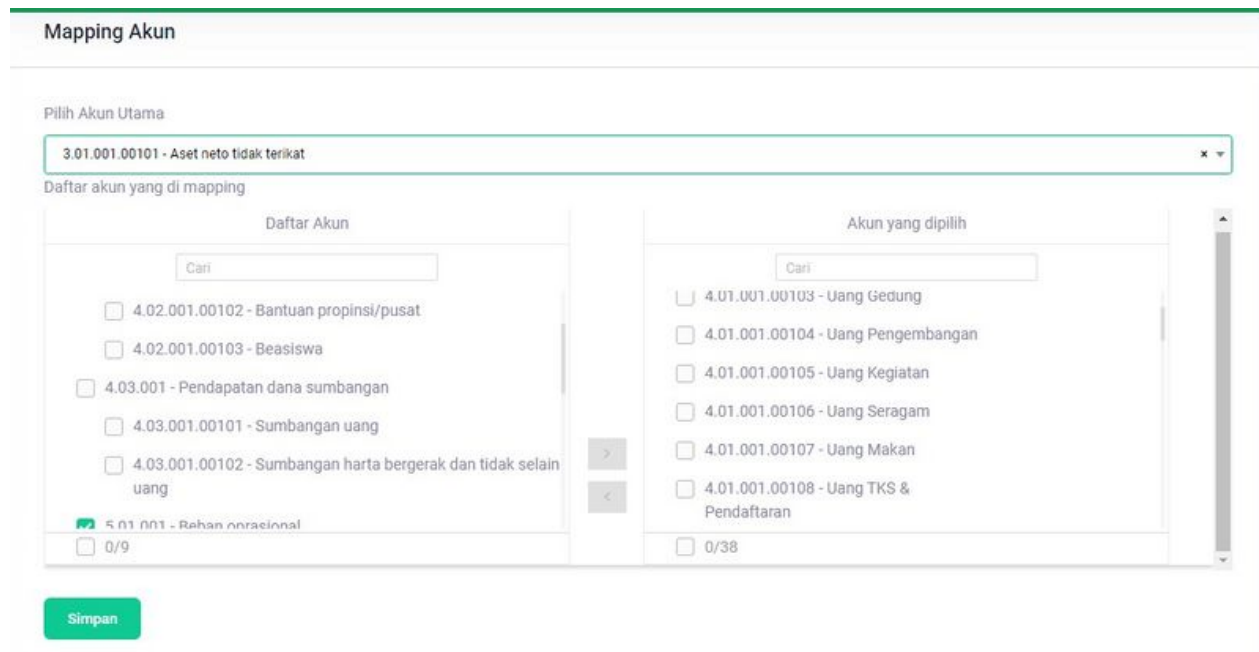 Mapping Akun
Pilih Akun Utama
3.01.001.00101 - Aset neto tidak terikat
Daftar akun yang di mapping
Daftar Akun
Cari
4.02.001.00102 - Bantuan propinsi/pusat
4.02.001.00103 - Beasiswa
4.03.001 - Pendapatan dana sumbangan
4.03.001.00101 - Sumbangan uang
4.03.001.00102 - Sumbangan harta bergerak dan tidak selain
uang
5.01.001 - Beban oprasional
0/9
>
<
Akun yang dipilih
Cari
4.01.001.00103 - Uang Gedung
4.01.001.00104 - Uang Pengembangan
4.01.001.00105 - Uang Kegiatan
4.01.001.00106 - Uang Seragam
4.01.001.00107 - Uang Makan
4.01.001.00108 - Uang TKS &
Pendaftaran
0/38
Simpan